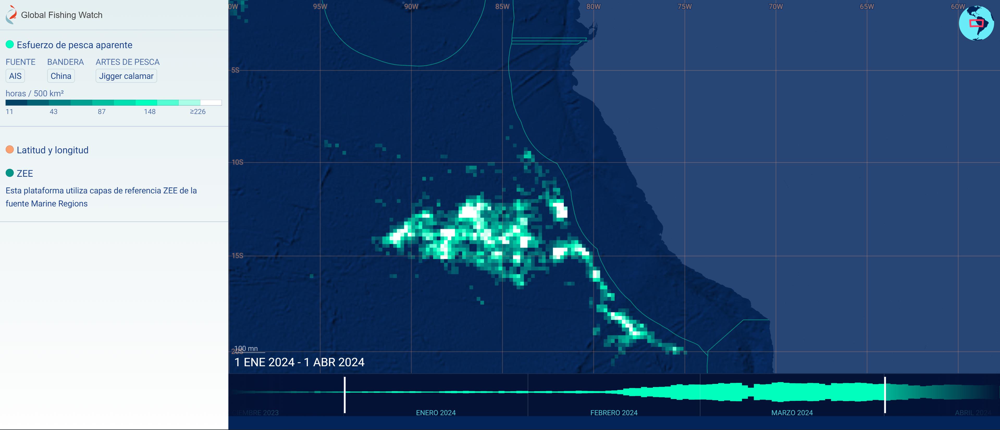 Global Fishing Watch
Esfuerzo de pesca aparente
FUENTE BANDERA ARTES DE PESCA
AIS China Jigger calamar
horas / 500 km²
11 43 87 148 ≥226
Latitud y longitud
ZEE
Esta plataforma utiliza capas de referencia ZEE de la
fuente Marine Regions
0W 95W 90W 85W 80W 75W 70W 65W 60W
5S
10S
15S
20S
100 mn
1 ENE 2024 - 1 ABR 2024
CIEMBRE 2023 ENERO 2024 FEBRERO 2024 MARZO 2024 ABRIL 2024